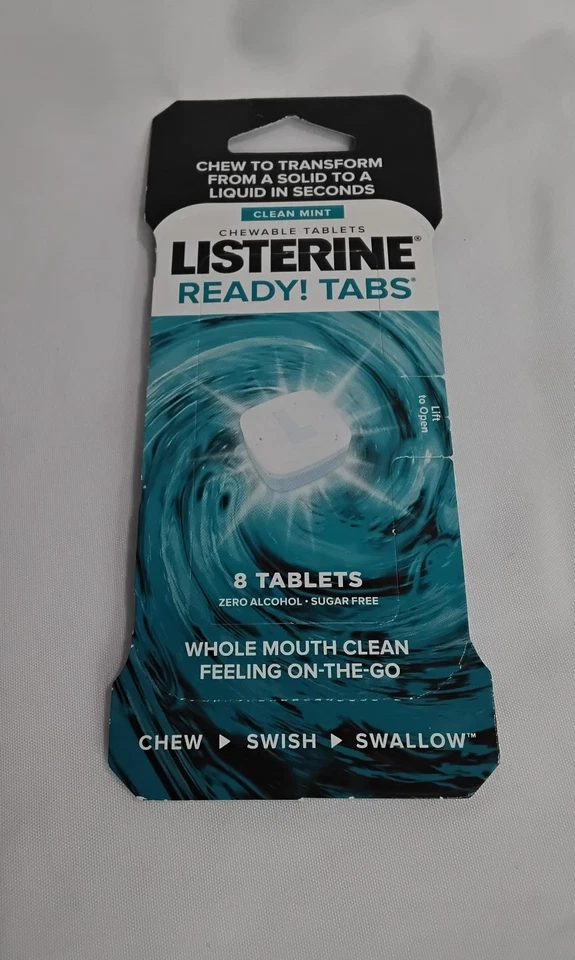 CHEW TO TRANSFORM
FROM A SOLID TO A
LIQUID IN SECONDS
CLEAN MINT
CHEWABLE TABLETS
LISTERINE®
READY! TABS®
Lift
to Open
L
8 TABLETS
ZERO ALCOHOL • SUGAR FREE
WHOLE MOUTH CLEAN
FEELING ON-THE-GO
CHEW ▶ SWISH ▶ SWALLOW™